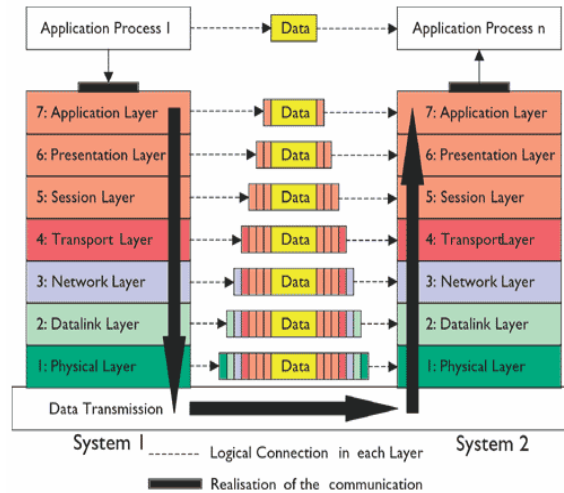 Application Process 1
Data
Application Process n
7: Application Layer
Data
7: Application Layer
6: Presentation Layer
Data
6: Presentation Layer
5: Session Layer
Data
5: Session Layer
4: Transport Layer
Data
4: TransportLayer
3: Network Layer
Data
3: Network Layer
2: Datalink Layer
Data
2: Datalink Layer
1: Physical Layer
Data
1: Physical Layer
Data Transmission
System 1
System 2
Logical Connection in each Layer
Realisation of the communication